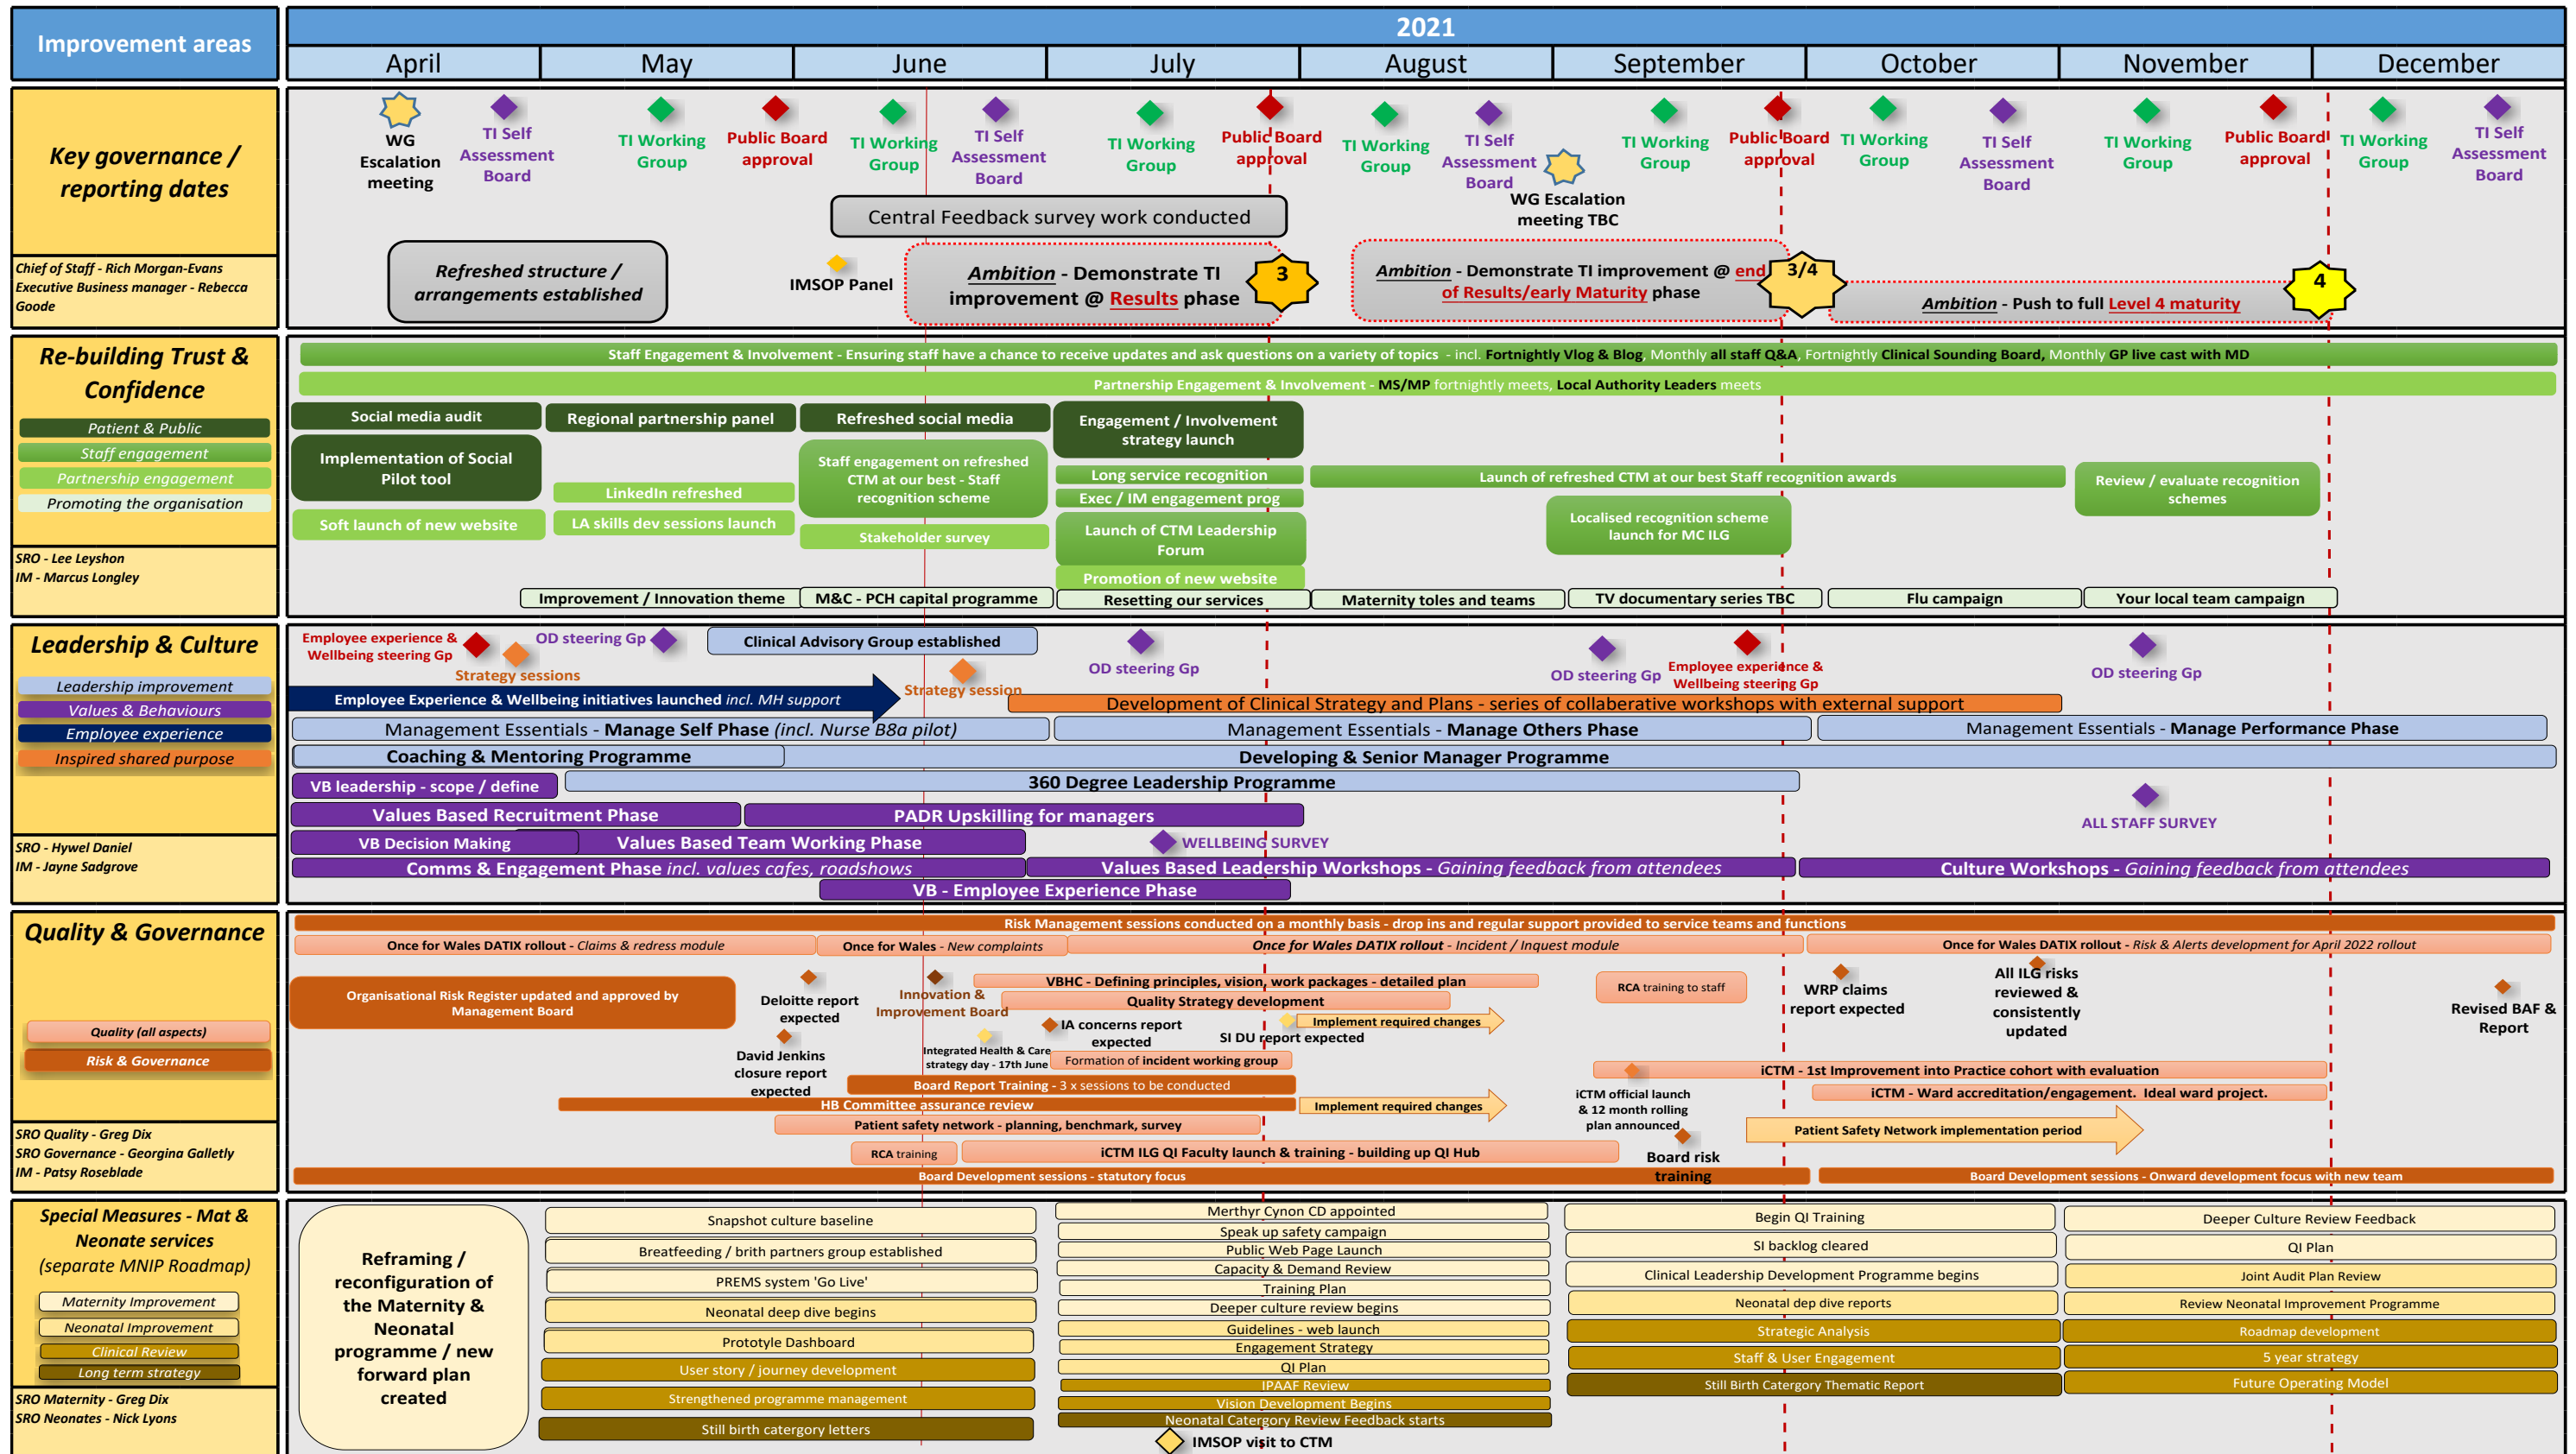 Improvement areas
2021
April
May
June
July
August
September
October
November
December
Key governance /
reporting dates
Chief of Staff - Rich Morgan-Evans
Executive Business manager - Rebecca
Goode
WG
Escalation
meeting
TI Self
Assessment
Board
TI Working
Group
Public Board
approval
TI Working
Group
TI Self
Assessment
Board
TI Working
Group
Public Board
approval
TI Working
Group
TI Self
Assessment
Board
WG Escalation
meeting TBC
TI Working
Group
Public Board
approval
TI Working
Group
TI Self
Assessment
Board
TI Working
Group
Public Board
approval
TI Working
Group
TI Self
Assessment
Board
Central Feedback survey work conducted
Refreshed structure /
arrangements established
IMSOP Panel
Ambition - Demonstrate TI
improvement @ Results phase
3
Ambition - Demonstrate TI improvement @ end
of Results/early Maturity phase
3/4
Ambition - Push to full Level 4 maturity
4
Re-building Trust &
Confidence
Patient & Public
Staff engagement
Partnership engagement
Promoting the organisation
SRO - Lee Leyshon
IM - Marcus Longley
Staff Engagement & Involvement - Ensuring staff have a chance to receive updates and ask questions on a variety of topics - incl. Fortnightly Vlog & Blog, Monthly all staff Q&A, Fortnightly Clinical Sounding Board, Monthly GP live cast with MD
Partnership Engagement & Involvement - MS/MP fortnightly meets, Local Authority Leaders meets
Social media audit
Regional partnership panel
Refreshed social media
Engagement / Involvement
strategy launch
Implementation of Social
Pilot tool
Staff engagement on refreshed
CTM at our best - Staff
recognition scheme
Long service recognition
Launch of refreshed CTM at our best Staff recognition awards
Review / evaluate recognition
schemes
LinkedIn refreshed
Exec / IM engagement prog
Soft launch of new website
LA skills dev sessions launch
Stakeholder survey
Launch of CTM Leadership
Forum
Localised recognition scheme
launch for MC ILG
Promotion of new website
Improvement / Innovation theme
M&C - PCH capital programme
Resetting our services
Maternity toles and teams
TV documentary series TBC
Flu campaign
Your local team campaign
Leadership & Culture
Leadership improvement
Values & Behaviours
Employee experience
Inspired shared purpose
SRO - Hywel Daniel
IM - Jayne Sadgrove
Employee experience &
Wellbeing steering Gp
Strategy sessions
OD steering Gp
Clinical Advisory Group established
Strategy session
OD steering Gp
OD steering Gp
Employee experience &
Wellbeing steering Gp
OD steering Gp
Employee Experience & Wellbeing initiatives launched incl. MH support
Development of Clinical Strategy and Plans - series of collaberative workshops with external support
Management Essentials - Manage Self Phase (incl. Nurse B8a pilot)
Management Essentials - Manage Others Phase
Management Essentials - Manage Performance Phase
Coaching & Mentoring Programme
Developing & Senior Manager Programme
VB leadership - scope / define
360 Degree Leadership Programme
Values Based Recruitment Phase
PADR Upskilling for managers
ALL STAFF SURVEY
VB Decision Making
Values Based Team Working Phase
WELLBEING SURVEY
Comms & Engagement Phase incl. values cafes, roadshows
Values Based Leadership Workshops - Gaining feedback from attendees
Culture Workshops - Gaining feedback from attendees
VB - Employee Experience Phase
Quality & Governance
Quality (all aspects)
Risk & Governance
SRO Quality - Greg Dix
SRO Governance - Georgina Galletly
IM - Patsy Roseblade
Risk Management sessions conducted on a monthly basis - drop ins and regular support provided to service teams and functions
Once for Wales DATIX rollout - Claims & redress module
Once for Wales - New complaints
Once for Wales DATIX rollout - Incident / Inquest module
Once for Wales DATIX rollout - Risk & Alerts development for April 2022 rollout
Organisational Risk Register updated and approved by
Management Board
Deloitte report
expected
Innovation &
Improvement Board
VBHC - Defining principles, vision, work packages - detailed plan
Quality Strategy development
RCA training to staff
WRP claims
report expected
All ILG risks
reviewed &
consistently
updated
Revised BAF &
Report
David Jenkins
closure report
expected
Integrated Health & Care
strategy day - 17th June
IA concerns report
expected
SI DU report expected
Implement required changes
Formation of incident working group
Board Report Training - 3 x sessions to be conducted
iCTM - 1st Improvement into Practice cohort with evaluation
iCTM official launch
& 12 month rolling
plan announced
iCTM - Ward accreditation/engagement. Ideal ward project.
HB Committee assurance review
Implement required changes
Patient safety network - planning, benchmark, survey
Patient Safety Network implementation period
RCA training
iCTM ILG QI Faculty launch & training - building up QI Hub
Board risk
training
Board Development sessions - statutory focus
Board Development sessions - Onward development focus with new team
Special Measures - Mat &
Neonate services
(separate MNIP Roadmap)
Maternity Improvement
Neonatal Improvement
Clinical Review
Long term strategy
SRO Maternity - Greg Dix
SRO Neonates - Nick Lyons
Reframing /
reconfiguration of
the Maternity &
Neonatal
programme / new
forward plan
created
Snapshot culture baseline
Breatfeeding / brith partners group established
PREMS system 'Go Live'
Neonatal deep dive begins
Prototyle Dashboard
User story / journey development
Strengthened programme management
Still birth catergory letters
Merthyr Cynon CD appointed
Speak up safety campaign
Public Web Page Launch
Capacity & Demand Review
Training Plan
Deeper culture review begins
Guidelines - web launch
Engagement Strategy
QI Plan
IPAAF Review
Vision Development Begins
Neonatal Catergory Review Feedback starts
IMSOP visit to CTM
Begin QI Training
SI backlog cleared
Clinical Leadership Development Programme begins
Neonatal dep dive reports
Strategic Analysis
Staff & User Engagement
Still Birth Catergory Thematic Report
Deeper Culture Review Feedback
QI Plan
Joint Audit Plan Review
Review Neonatal Improvement Programme
Roadmap development
5 year strategy
Future Operating Model